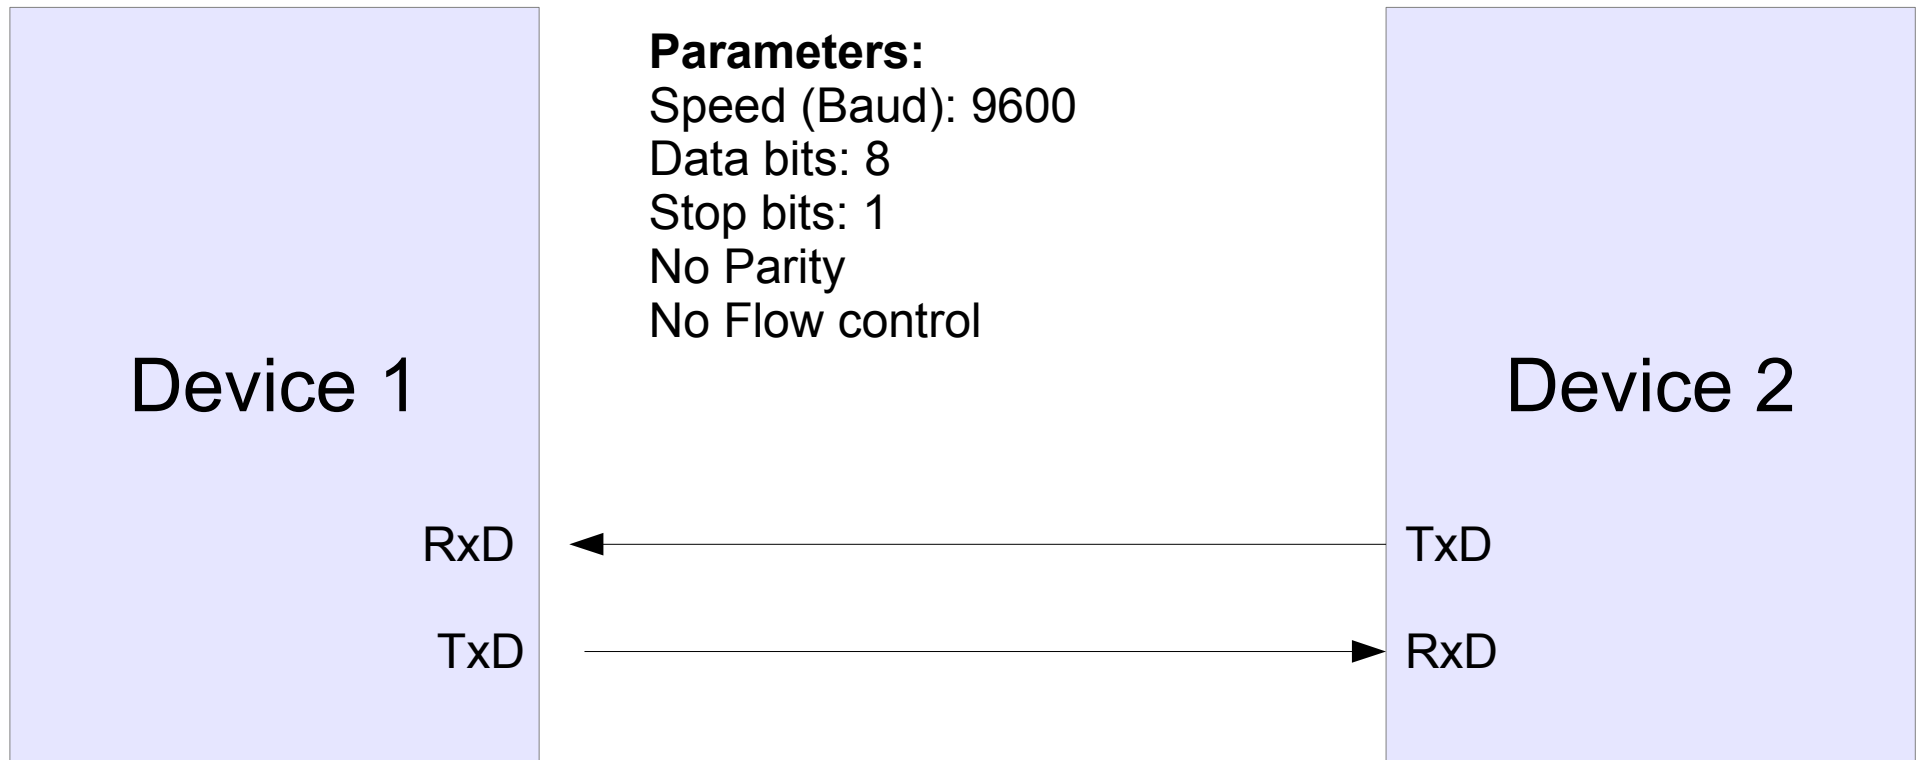 Parameters:
Speed (Baud): 9600
Data bits: 8
Stop bits: 1
No Parity
No Flow control
Device 1
Device 2
RxD
TxD
TxD
RxD